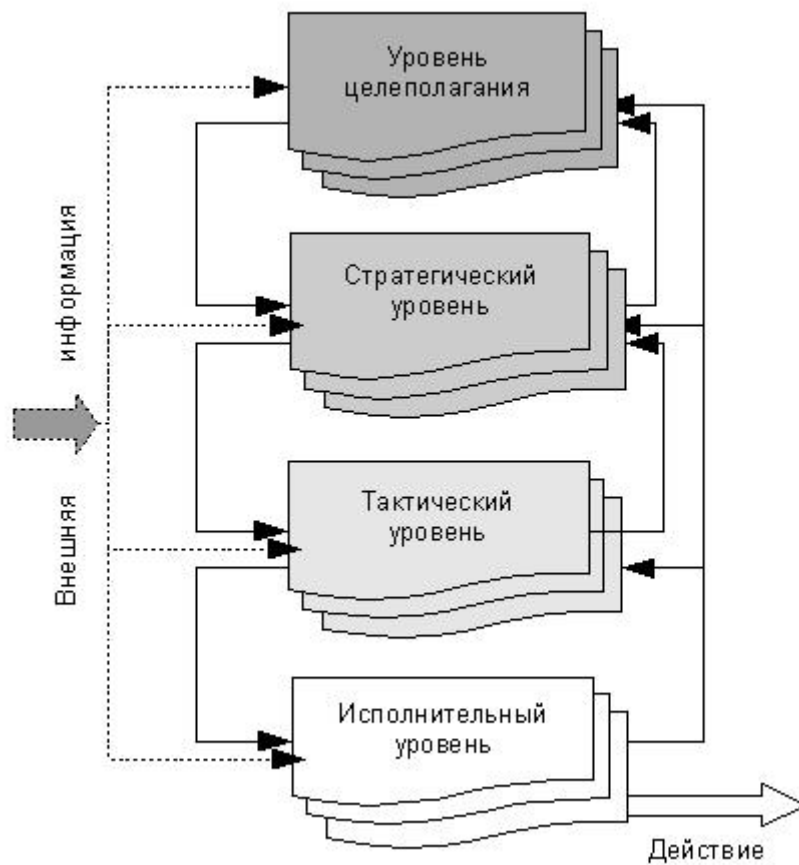 Уровень
целеполагания
Стратегический
уровень
Тактический
уровень
Исполнительный
уровень
Внешняя информация
Действие